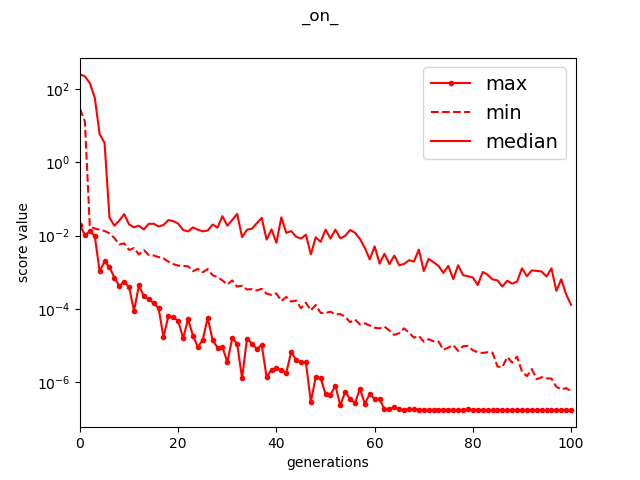 _on_
max
min
median
score value
10²
10⁰
10⁻²
10⁻⁴
10⁻⁶
0 20 40 60 80 100
generations